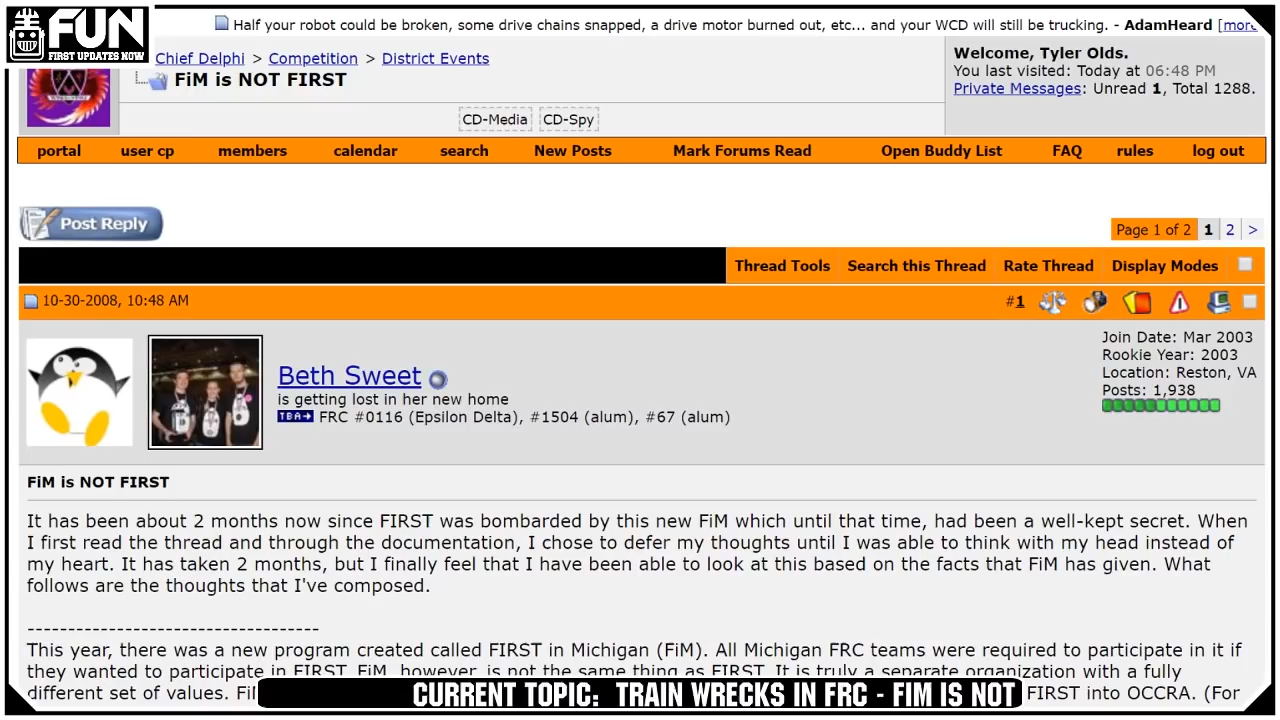 FUN
FIRST UPDATES NOW
Half your robot could be broken, some drive chains snapped, a drive motor burned out, etc... and your WCD will still be trucking. - AdamHeard [more
Chief Delphi > Competition > District Events
FiM is NOT FIRST
Welcome, Tyler Olds.
You last visited: Today at 06:48 PM
Private Messages: Unread 1, Total 1288.
CD-Media CD-Spy
portal user cp members calendar search New Posts Mark Forums Read Open Buddy List FAQ rules log out
Post Reply
Page 1 of 2 1 2 >
Thread Tools Search this Thread Rate Thread Display Modes
10-30-2008, 10:48 AM #1
Beth Sweet
is getting lost in her new home
TBA FRC #0116 (Epsilon Delta), #1504 (alum), #67 (alum)
Join Date: Mar 2003
Rookie Year: 2003
Location: Reston, VA
Posts: 1,938
FiM is NOT FIRST
It has been about 2 months now since FIRST was bombarded by this new FiM which until that time, had been a well-kept secret. When
I first read the thread and through the documentation, I chose to defer my thoughts until I was able to think with my head instead of
my heart. It has taken 2 months, but I finally feel that I have been able to look at this based on the facts that FiM has given. What
follows are the thoughts that I've composed.
----------------------------------
This year, there was a new program created called FIRST in Michigan (FiM). All Michigan FRC teams were required to participate in it if
they wanted to participate in FIRST. FiM, however, is not the same thing as FIRST. It is truly a separate organization with a fully
different set of values. FIRST into OCCRA. (For
CURRENT TOPIC: TRAIN WRECKS IN FRC - FIM IS NOT